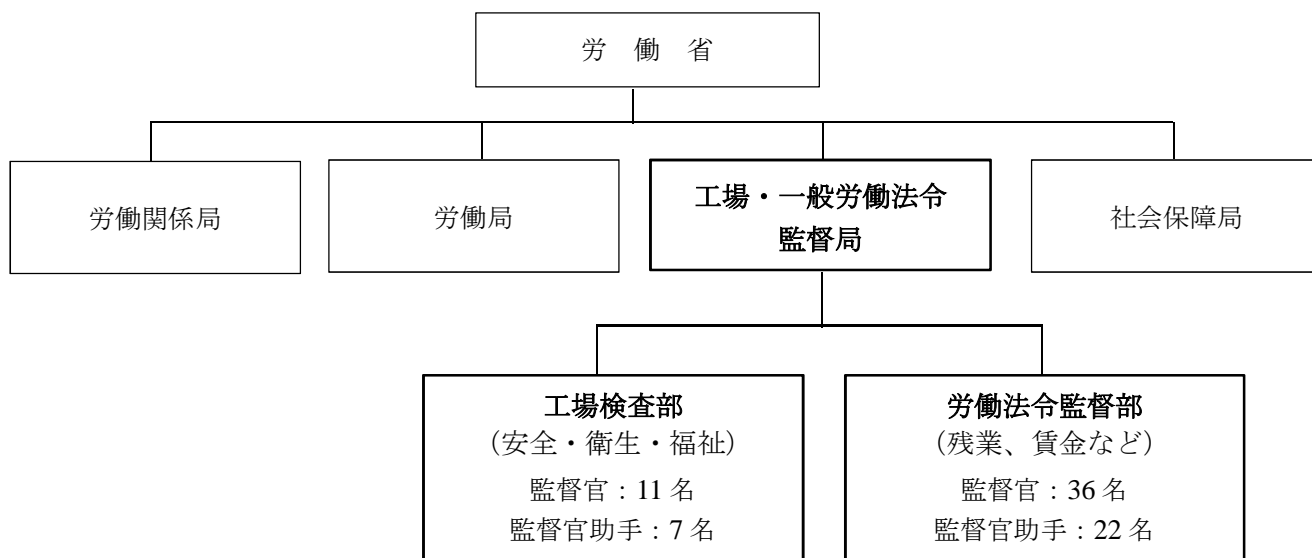 労 働 省
労働関係局
労働局
工場・一般労働法令
監督局
社会保障局
工場検査部
(安全・衛生・福祉)
監督官：11 名
監督官助手：7 名
労働法令監督部
(残業、賃金など)
監督官：36 名
監督官助手：22 名